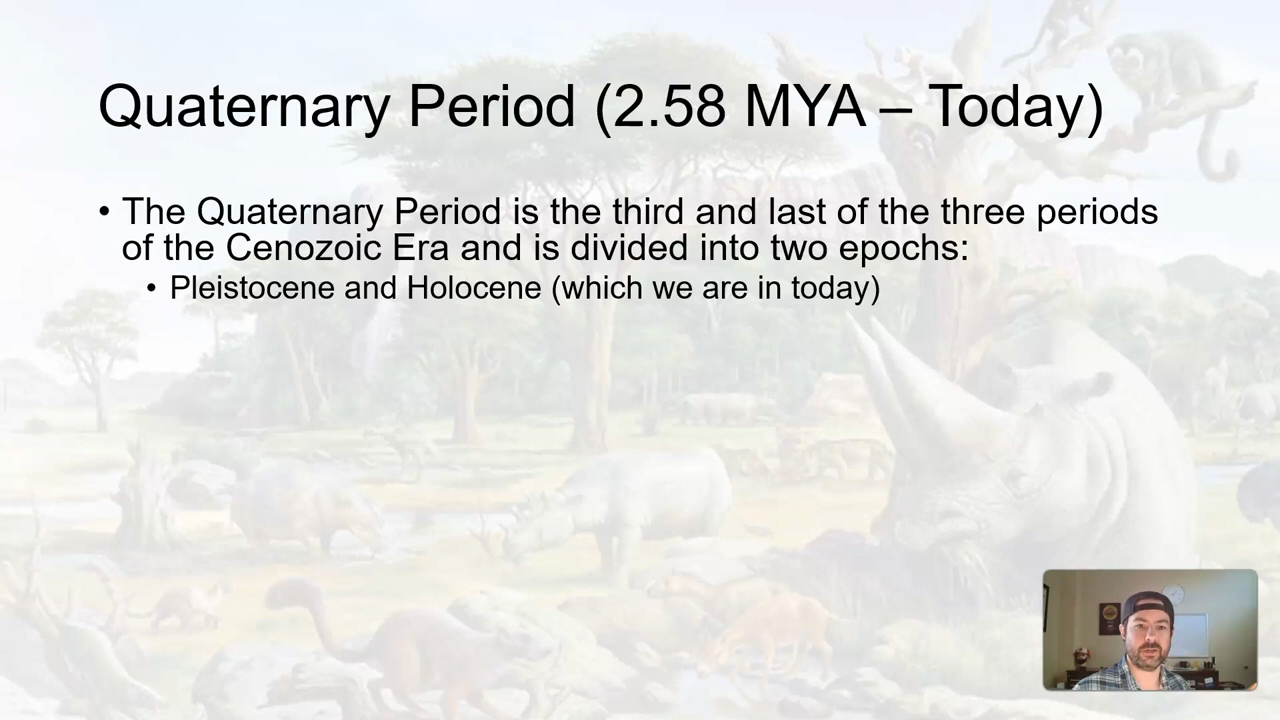 Quaternary Period (2.58 MYA – Today)
• The Quaternary Period is the third and last of the three periods
of the Cenozoic Era and is divided into two epochs:
• Pleistocene and Holocene (which we are in today)